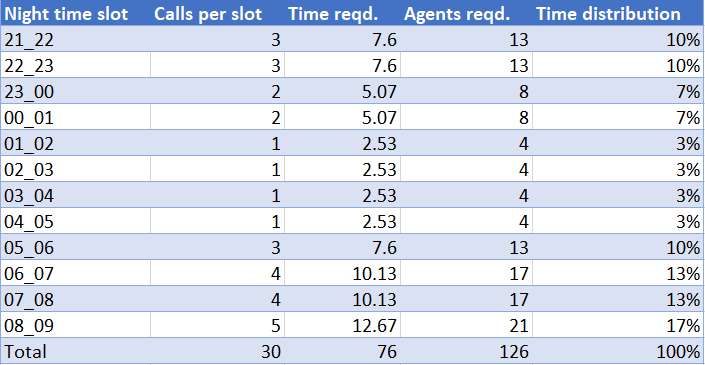 Night time slot Calls per slot Time reqd. Agents reqd. Time distribution
21_22 3 7.6 13 10%
22_23 3 7.6 13 10%
23_00 2 5.07 8 7%
00_01 2 5.07 8 7%
01_02 1 2.53 4 3%
02_03 1 2.53 4 3%
03_04 1 2.53 4 3%
04_05 1 2.53 4 3%
05_06 3 7.6 13 10%
06_07 4 10.13 17 13%
07_08 4 10.13 17 13%
08_09 5 12.67 21 17%
Total 30 76 126 100%